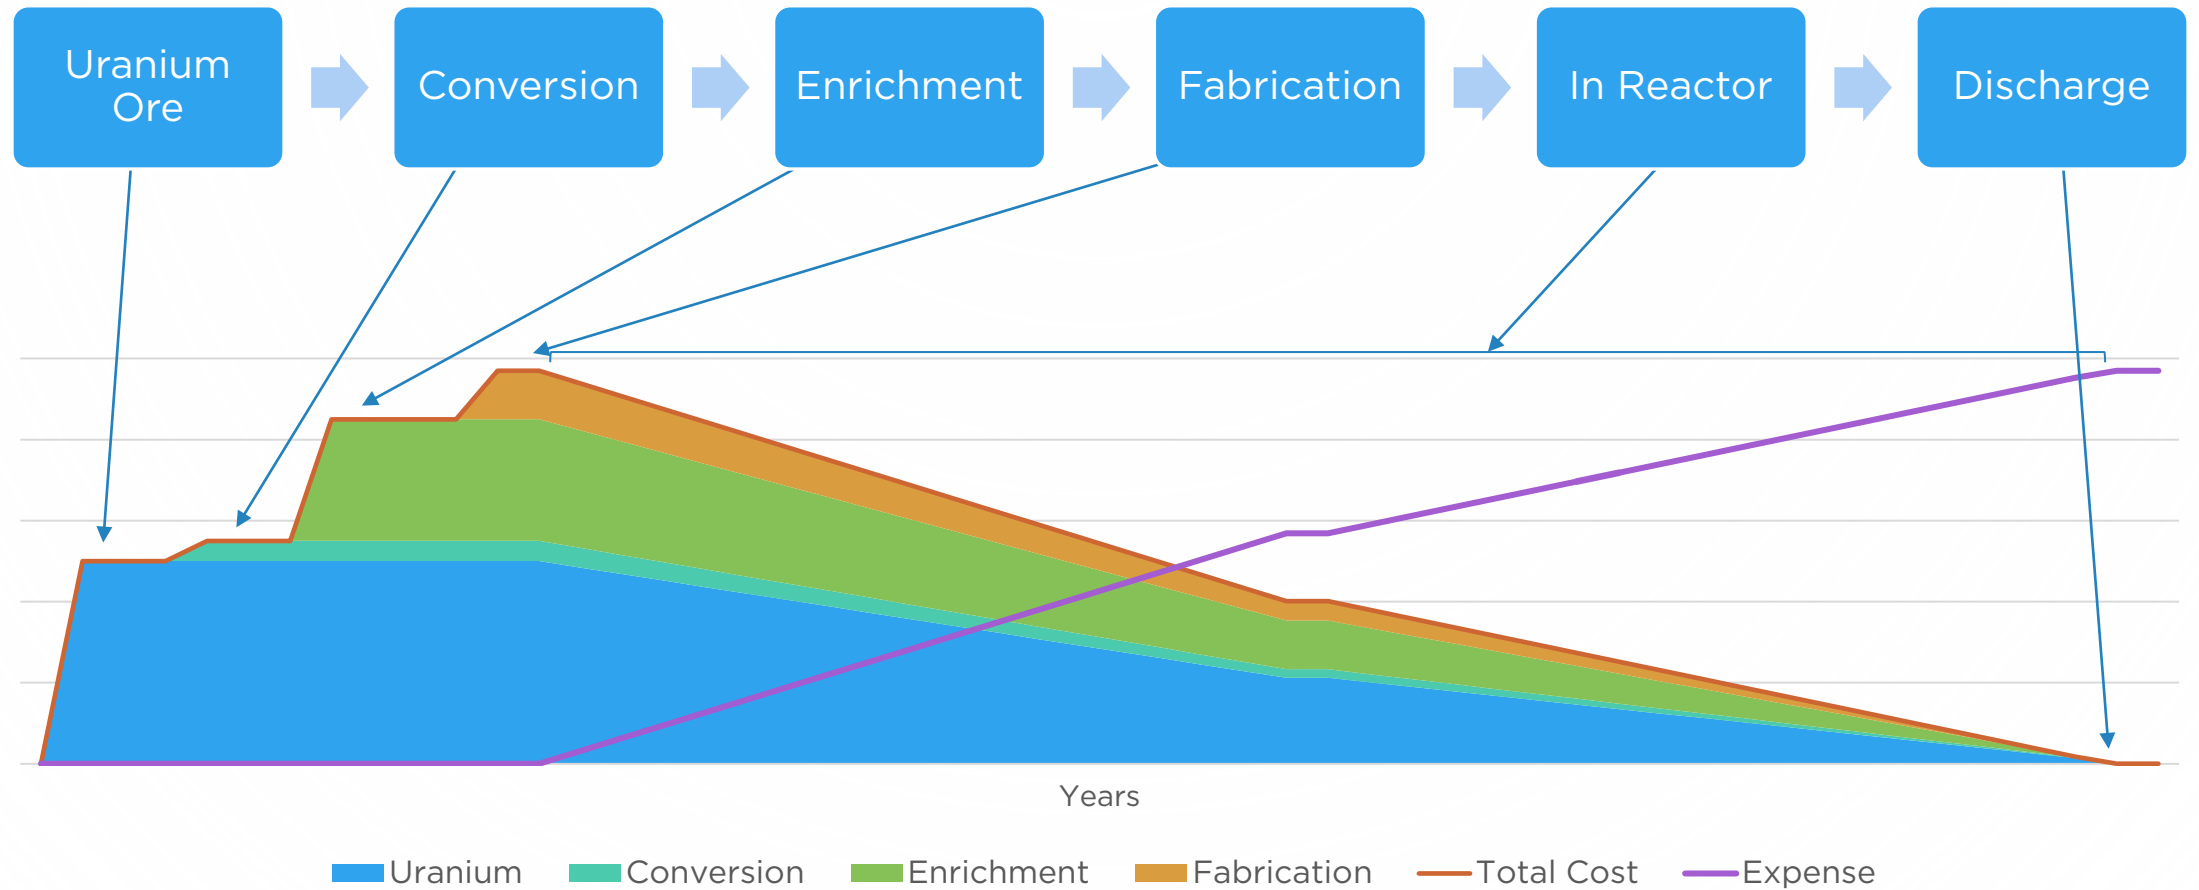 Uranium
Ore
Conversion
Enrichment
Fabrication
In Reactor
Discharge
Years
Uranium
Conversion
Enrichment
Fabrication
Total Cost
Expense